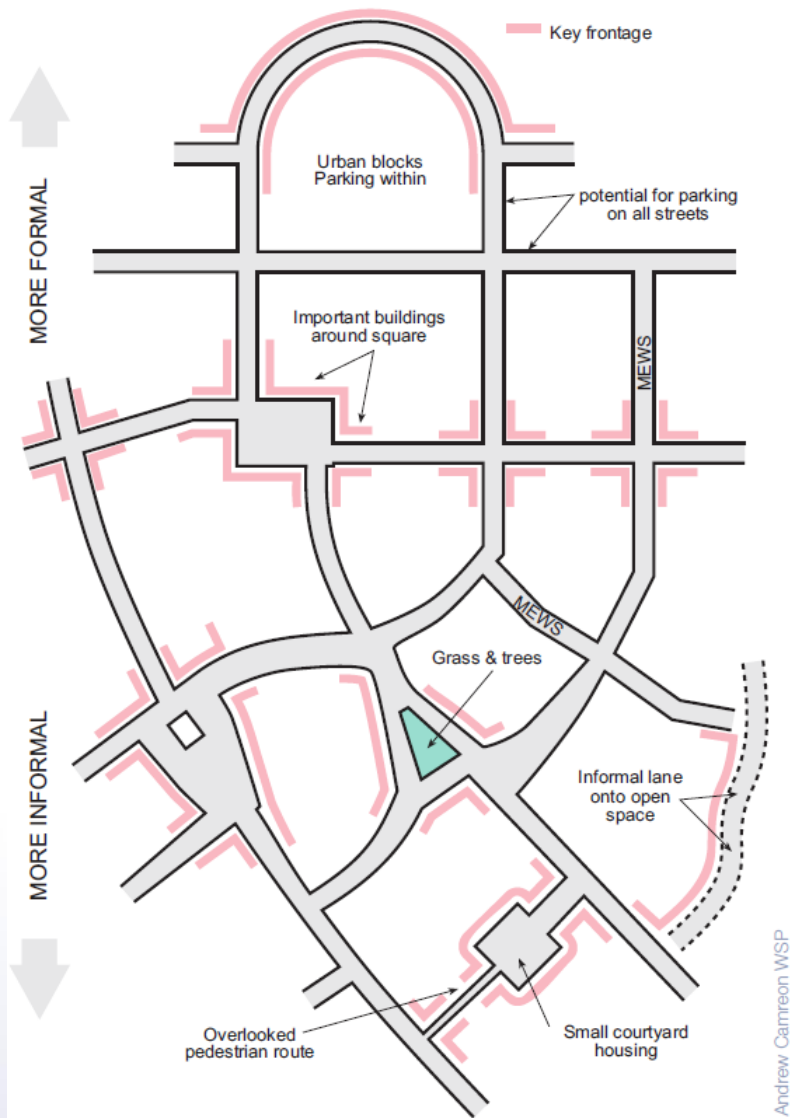 Key frontage
Urban blocks
Parking within
potential for parking
on all streets
MORE FORMAL
Important buildings
around square
MEWS
MEWS
Grass & trees
MORE INFORMAL
Informal lane
onto open
space
Overlooked
pedestrian route
Small courtyard
housing
Andrew Camreon WSP